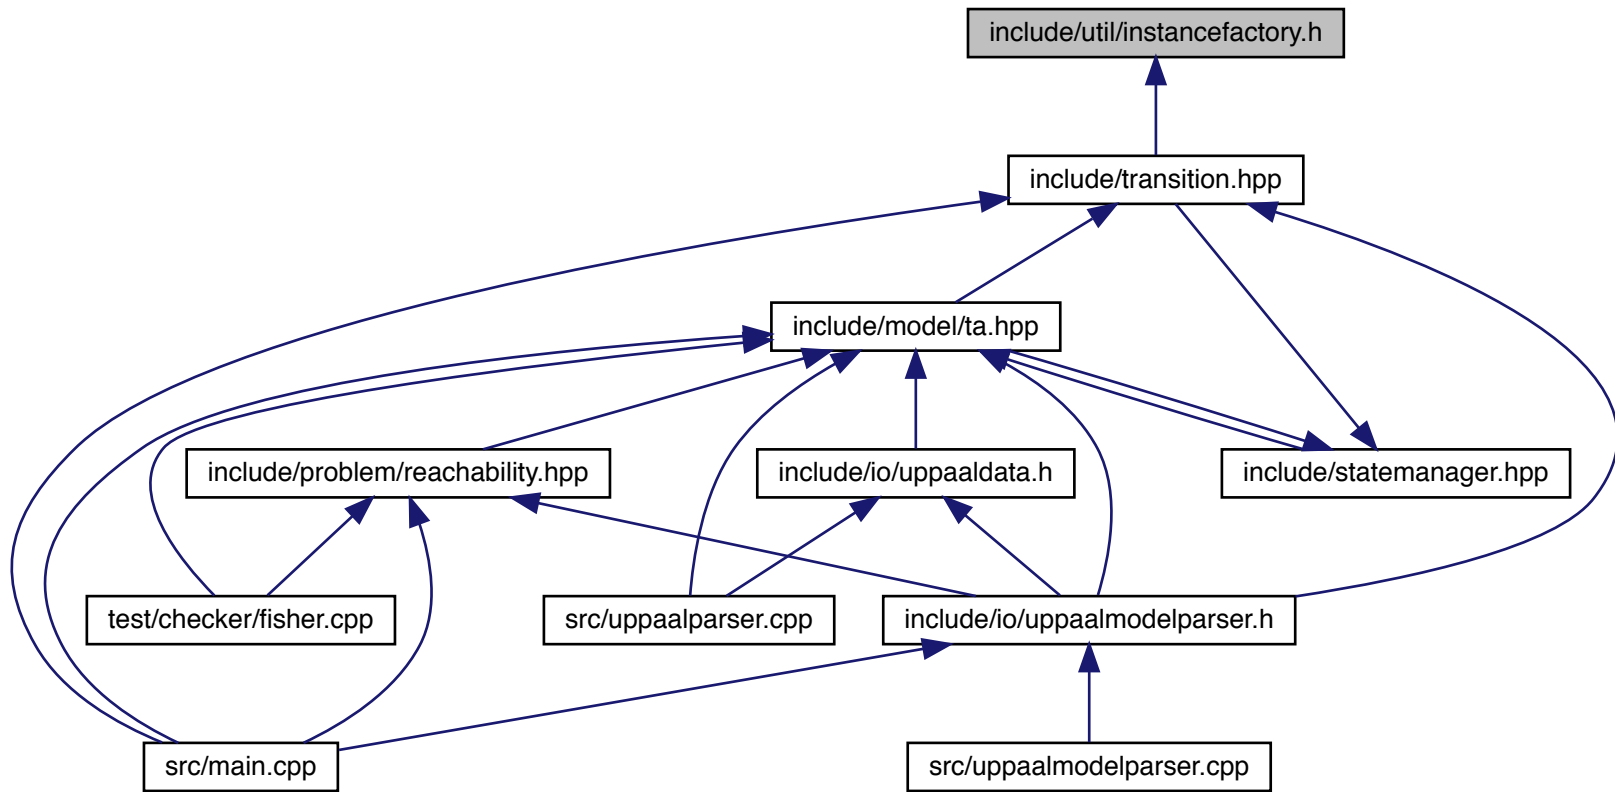 include/util/instancefactory.h
include/transition.hpp
include/model/ta.hpp
include/problem/reachability.hpp
include/io/uppaaldata.h
include/statemanager.hpp
test/checker/fisher.cpp
src/uppaalparser.cpp
include/io/uppaalmodelparser.h
src/main.cpp
src/uppaalmodelparser.cpp